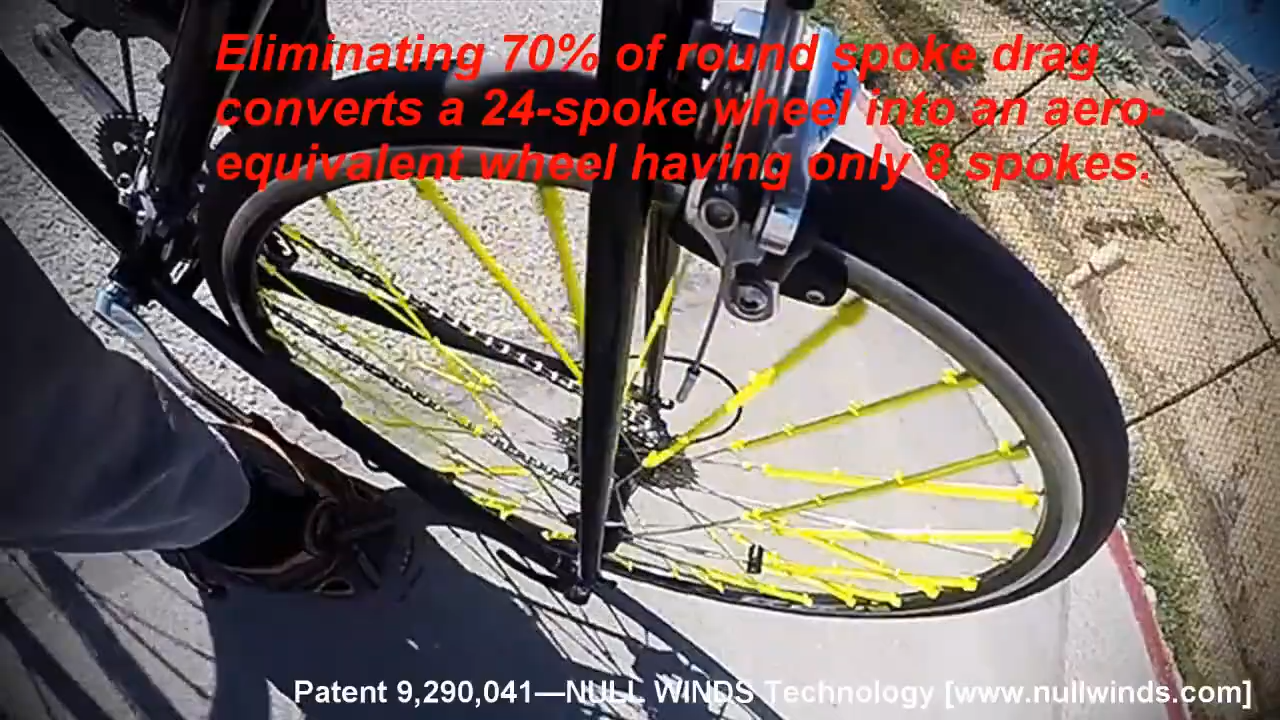 Eliminating 70% of round spoke drag
converts a 24-spoke wheel into an aero-
equivalent wheel having only 8 spokes.
Patent 9,290,041—NULL WINDS Technology [www.nullwinds.com]